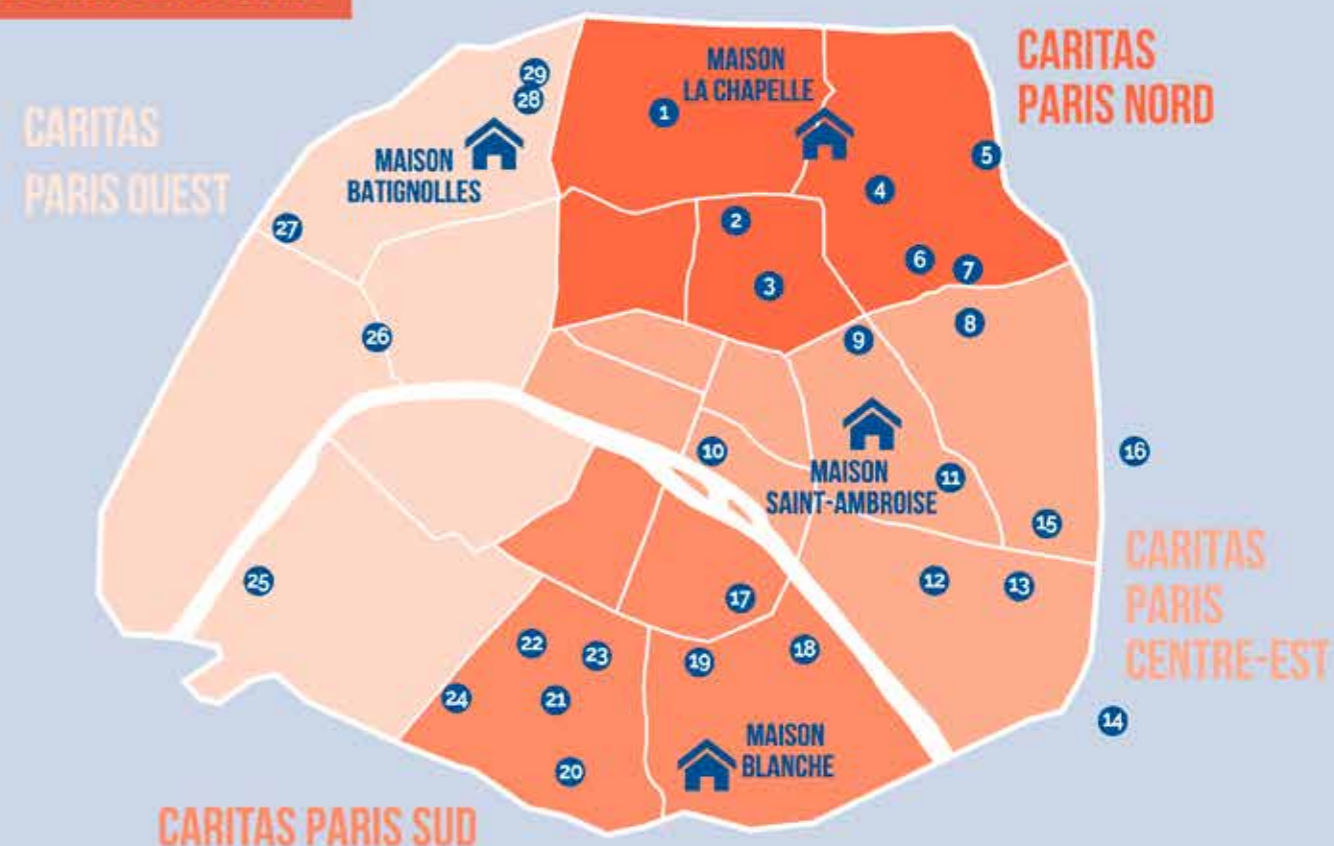 CARITAS
PARIS NORD
MAISON
LA CHAPELLE
29
28
1
CARITAS
PARIS OUEST
MAISON
BATIGNOLLES
5
4
27
2
6
7
3
8
26
9
10
MAISON
SAINT-AMBROISE
11
16
15
CARITAS
PARIS
CENTRE-EST
25
12
13
17
22
23
19
18
24
21
14
MAISON
BLANCHE
20
CARITAS PARIS SUD